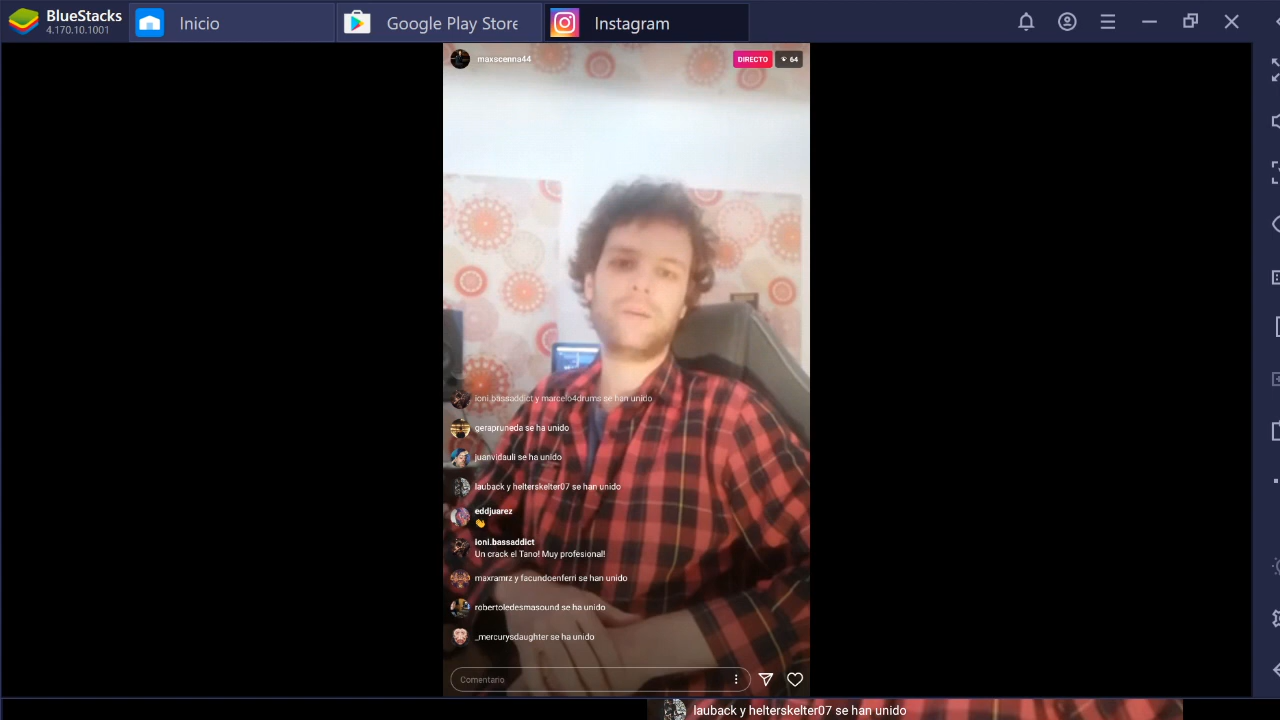 BlueStacks
4.170.10.1001
Inicio
Google Play Store
Instagram
maxscenna44
DIRECTO
64
ioni.bassaddict y marcelo4drums se han unido
gerapruneda se ha unido
juanvidauli se ha unido
lauback y helterskelter07 se han unido
eddjuarez
ioni.bassaddict
Un crack el Tano! Muy profesional!
maxramrz y facundoenferri se han unido
robertoledesmasound se ha unido
_mercurysdaughter se ha unido
Comentario
lauback y helterskelter07 se han unido